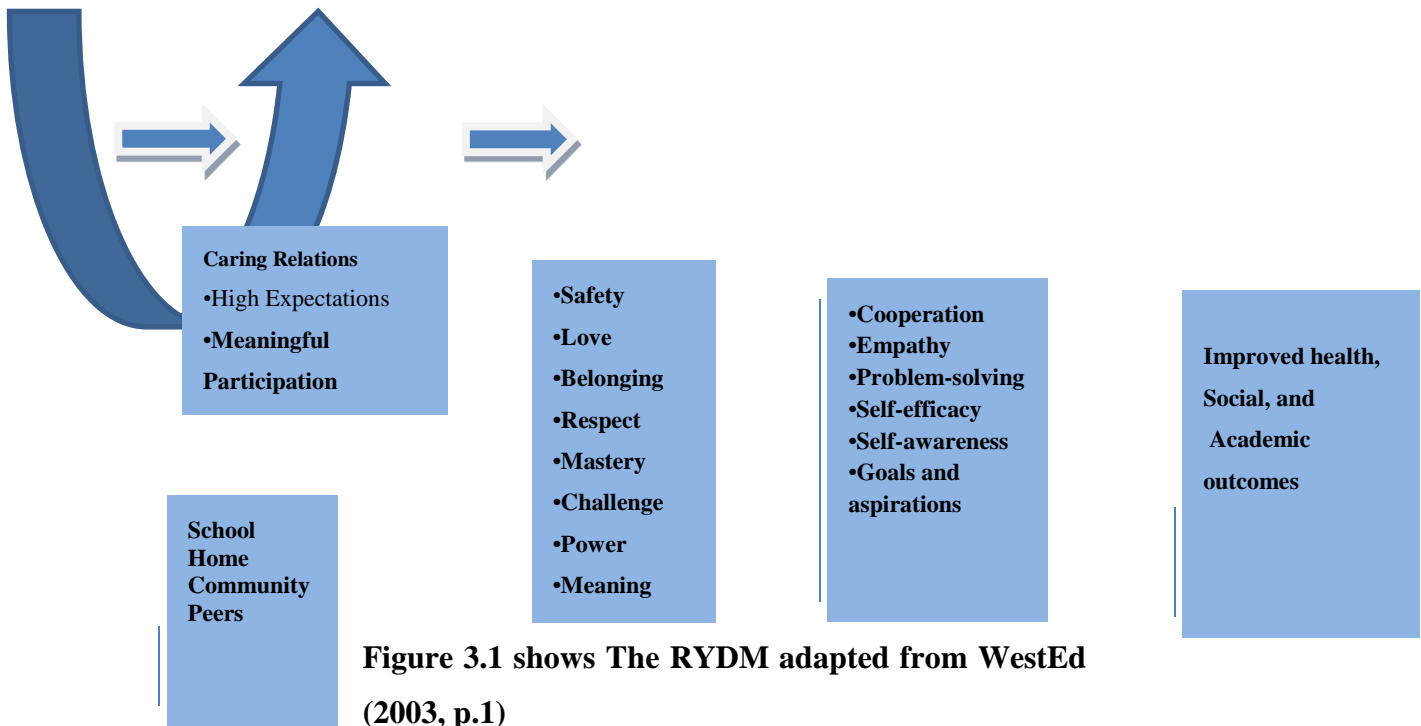 Caring Relations
•High Expectations
•Meaningful
Participation
School
Home
Community
Peers
•Safety
•Love
•Belonging
•Respect
•Mastery
•Challenge
•Power
•Meaning
•Cooperation
•Empathy
•Problem-solving
•Self-efficacy
•Self-awareness
•Goals and
aspirations
Improved health,
Social, and
Academic
outcomes
Figure 3.1 shows The RYDM adapted from WestEd
(2003, p.1)